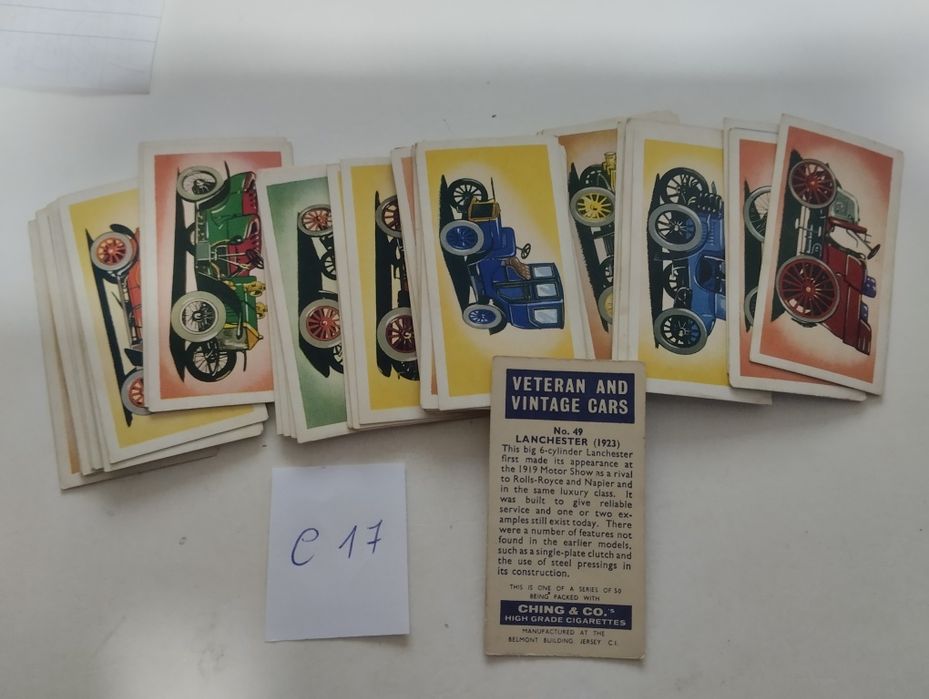 VETERAN AND
VINTAGE CARS
No. 49
LANCHESTER (1923)
This big 6-cylinder Lanchester
first made its appearance at
the 1919 Motor Show as a rival
to Rolls-Royce and Napier and
in the same luxury class. It
was built to give reliable
service and one or two ex-
amples still exist today. There
were a number of features not
found in the earlier models,
such as a single-plate clutch and
the use of steel pressings in
its construction.
THIS IS ONE OF A SERIES OF 50
BEING PACKED WITH
CHING & CO.'s
HIGH GRADE CIGARETTES
MANUFACTURED AT THE
BELMONT BUILDING JERSEY C.I.
C 17